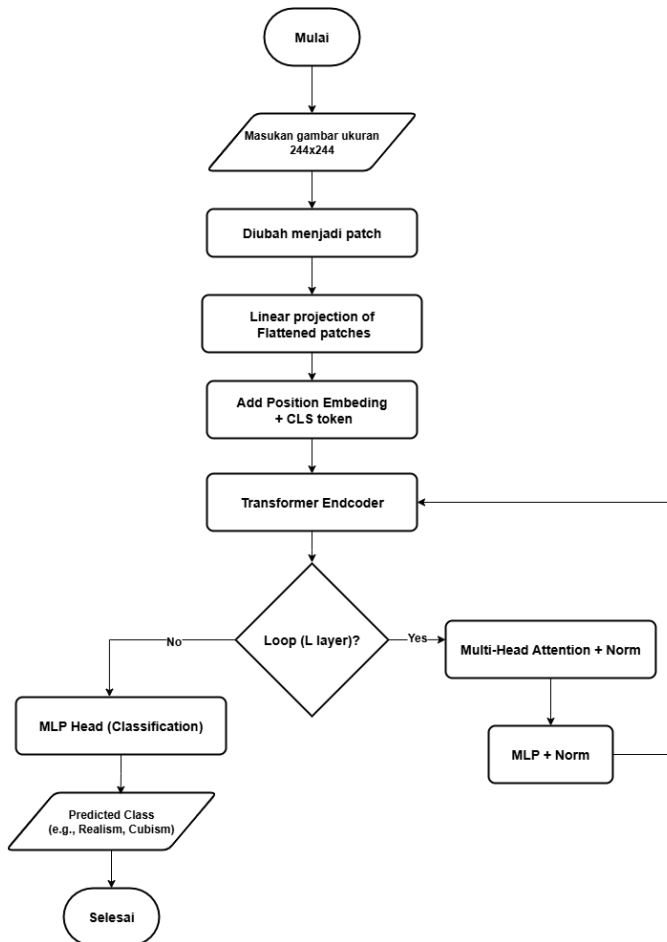 Mulai
Masukan gambar ukuran
244x244
Diubah menjadi patch
Linear projection of
Flattened patches
Add Position Embeding
+ CLS token
Transformer Endcoder
Loop (L layer)?
No
Yes
Multi-Head Attention + Norm
MLP + Norm
MLP Head (Classification)
Predicted Class
(e.g., Realism, Cubism)
Selesai